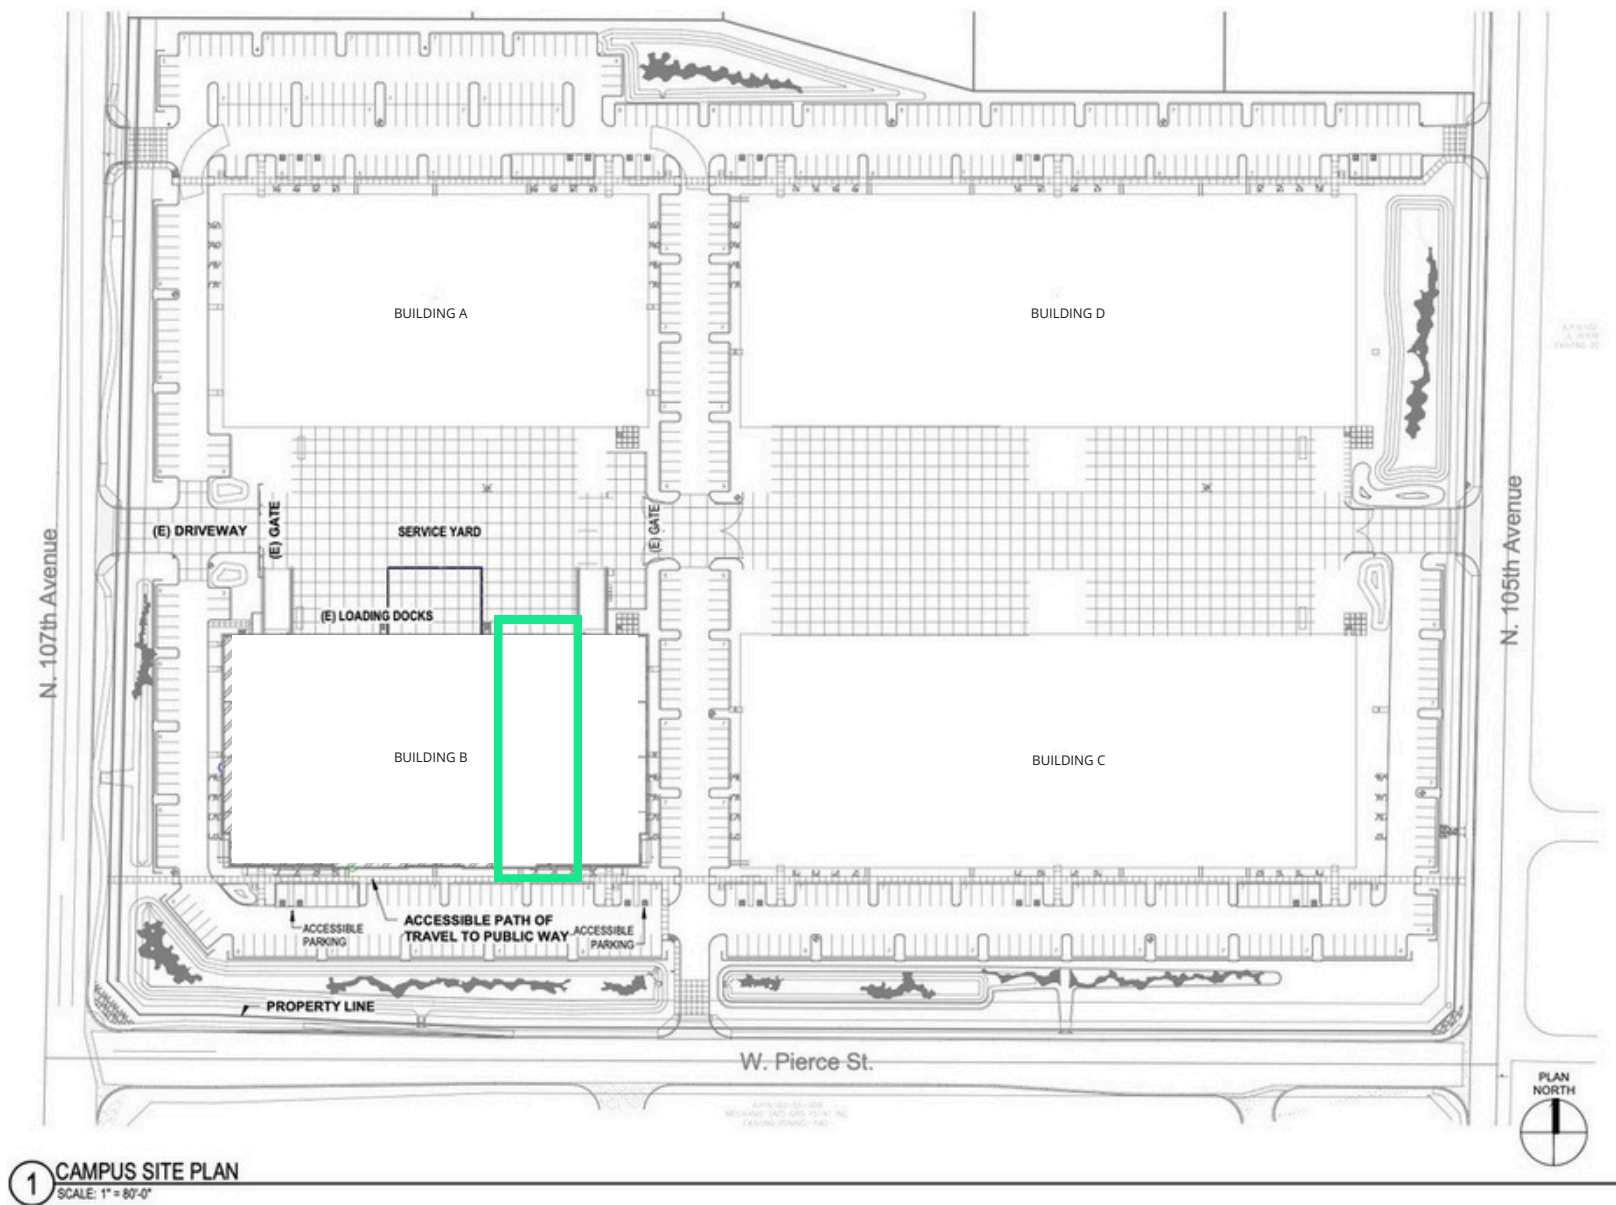 BUILDING A
BUILDING D
N. 107th Avenue
(E) DRIVEWAY
(E) GATE
SERVICE YARD
(E) GATE
N. 105th Avenue
(E) LOADING DOCKS
BUILDING B
BUILDING C
ACCESSIBLE
PARKING
ACCESSIBLE PATH OF
TRAVEL TO PUBLIC WAY
ACCESSIBLE
PARKING
PROPERTY LINE
W. Pierce St.
PLAN
NORTH
1
CAMPUS SITE PLAN
SCALE: 1" = 80'-0"